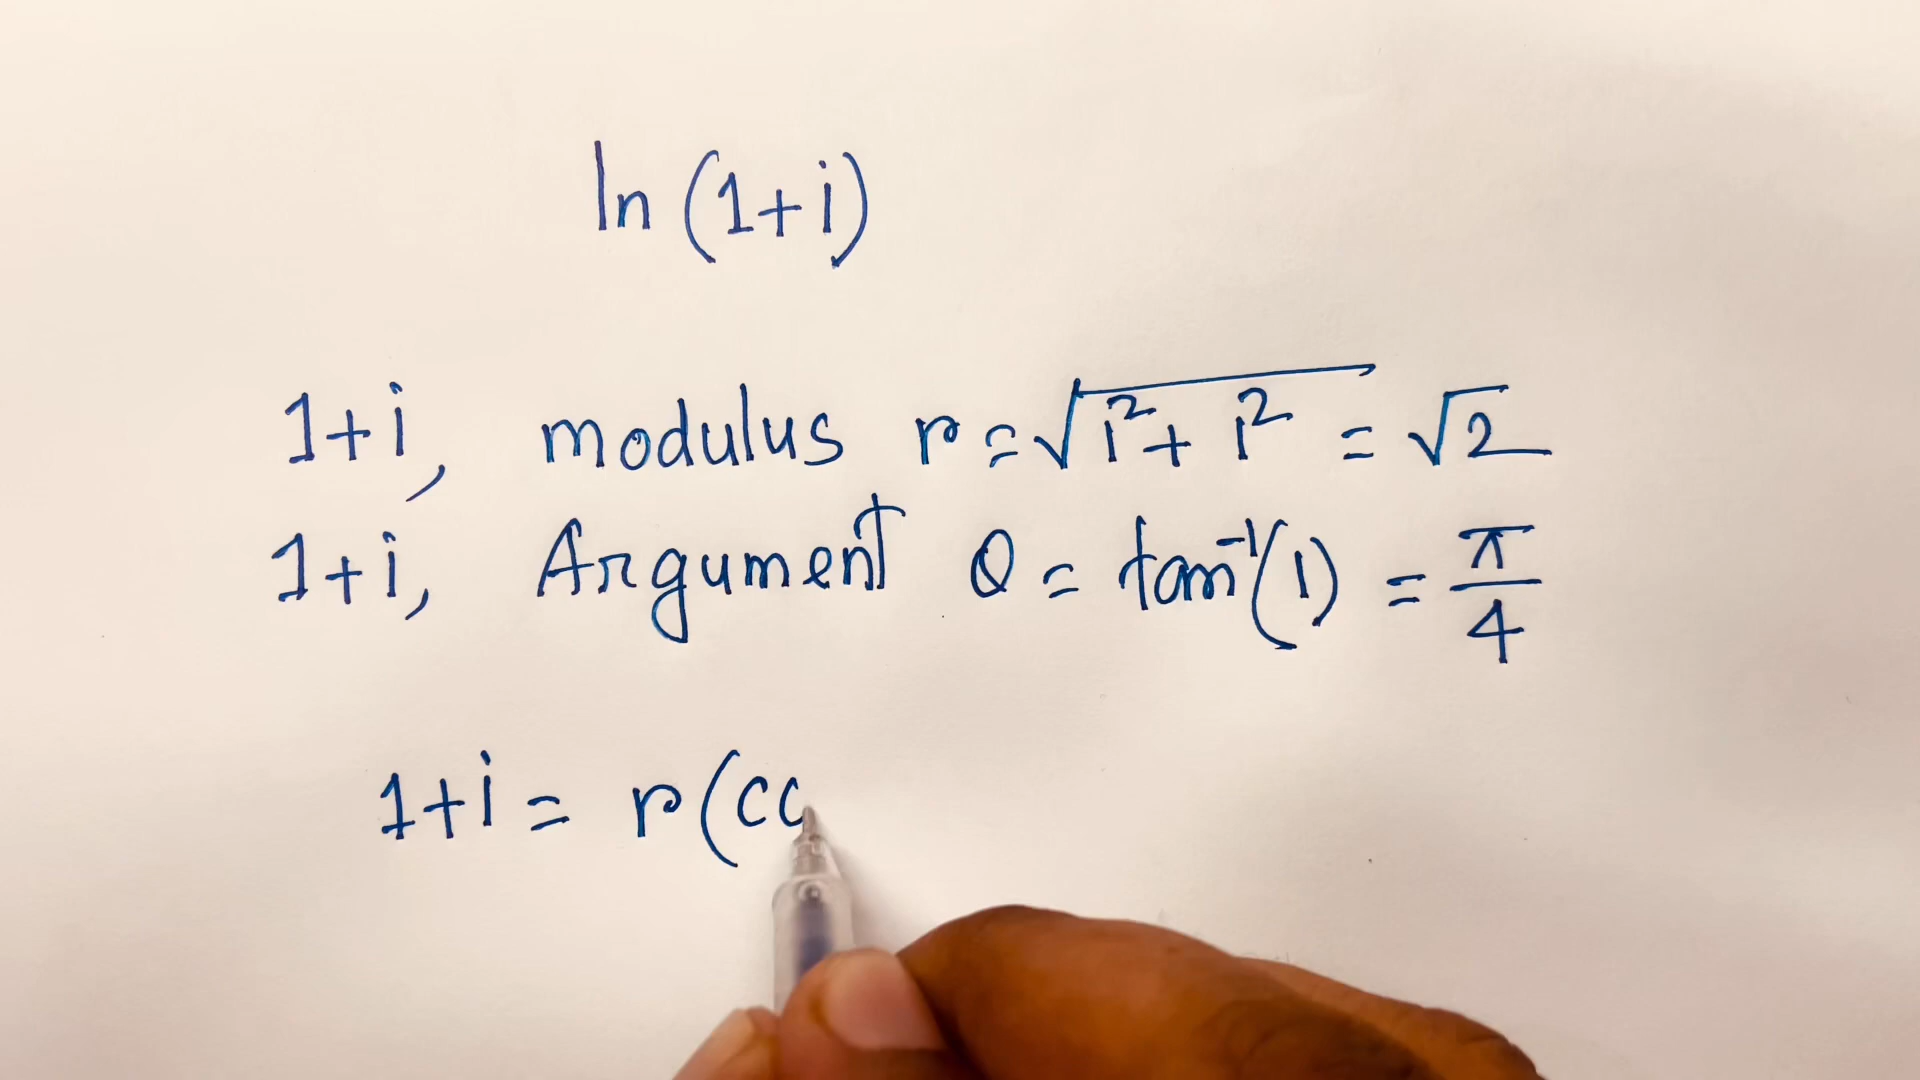 ln (1+i)
1+i, modulus r = √1²+1² = √2
1+i, Argument θ = tan⁻¹(1) = π/4
1+i = r(co